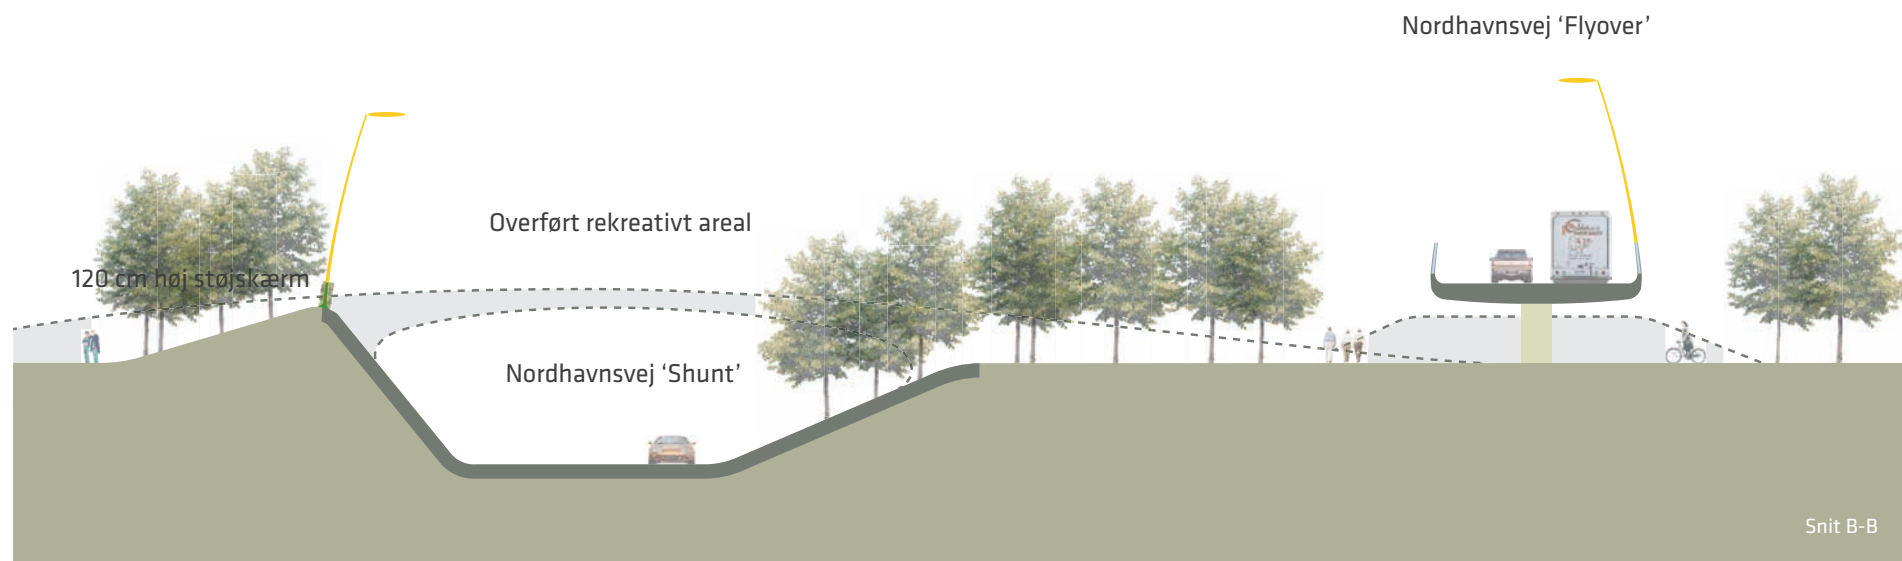 Nordhavnsvej ‘Flyover’
Overført rekreativt areal
120 cm høj støjskærm
Nordhavnsvej ‘Shunt’
Snit B-B